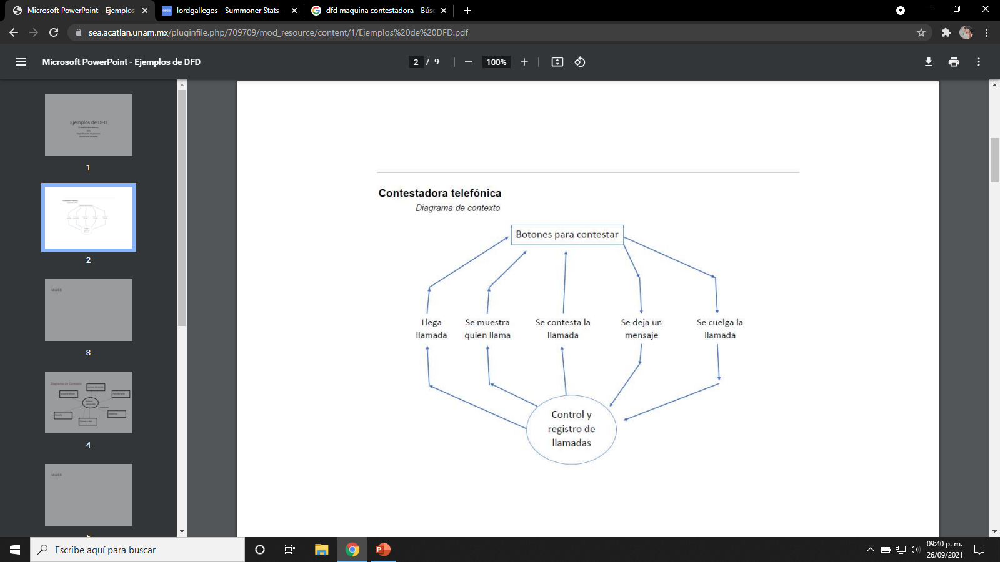 Microsoft PowerPoint - Ejemplos
lordgallegos - Summoner Stats -
dfd maquina contestadora - Búsc
sea.acatlan.unam.mx/pluginfile.php/709709/mod_resource/content/1/Ejemplos%20de%20DFD.pdf
Microsoft PowerPoint - Ejemplos de DFD
2 / 9
100%
Ejemplos de DFD
1
2
Nivel 0
3
Diagrama de Contexto
4
Nivel 0
5
Contestadora telefónica
Diagrama de contexto
Botones para contestar
Llega
llamada
Se muestra
quien llama
Se contesta la
llamada
Se deja un
mensaje
Se cuelga la
llamada
Control y
registro de
llamadas
Escribe aquí para buscar
09:40 p. m.
26/09/2021